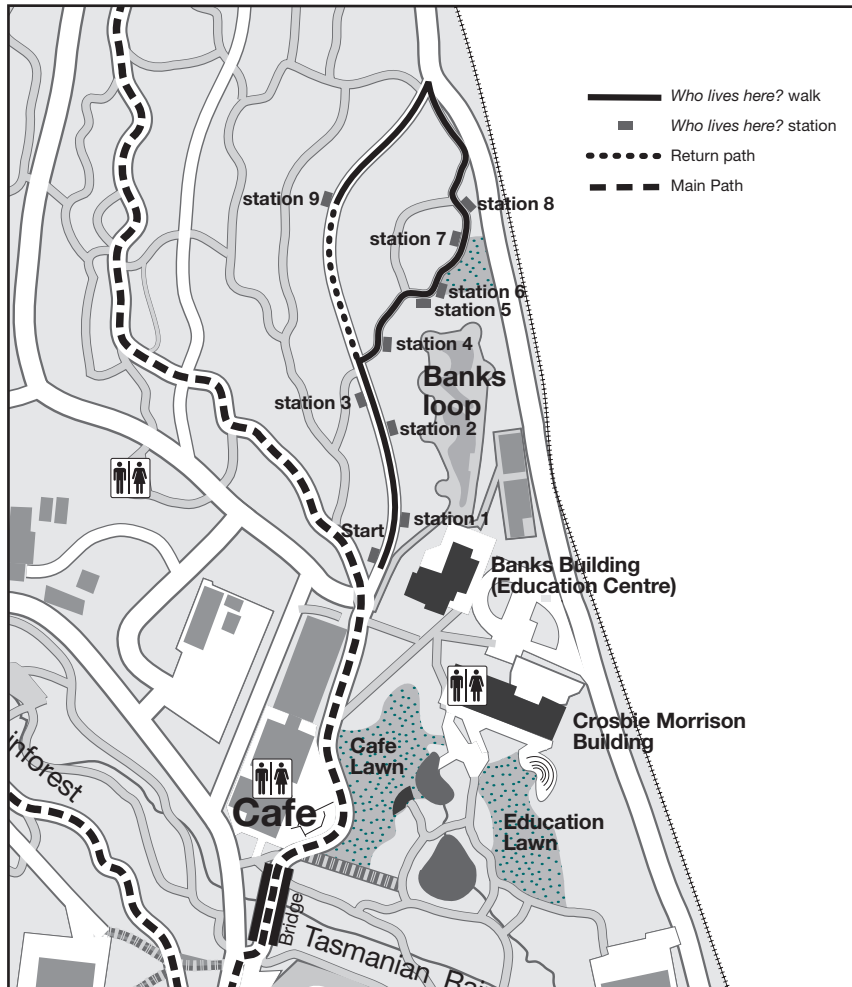 Who lives here? walk
Who lives here? station
Return path
Main Path
station 9
station 8
station 7
station 6
station 5
station 4
Banks
loop
station 3
station 2
station 1
Start
Banks Building
(Education Centre)
Crosbie Morrison
Building
Cafe
Lawn
inforest
Cafe
Education
Lawn
Bridge
Tasmanian Rai